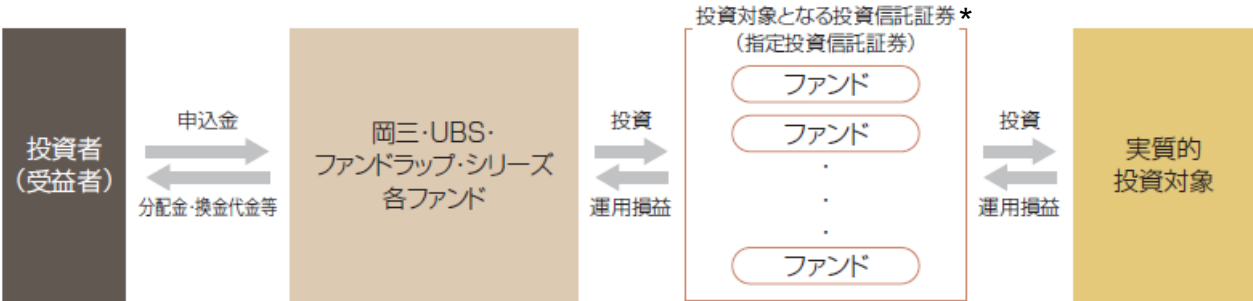 投資者
(受益者)
申込金
分配金・換金代金等
岡三・UBS・
ファンドラップ・シリーズ
各ファンド
投資
運用損益
投資対象となる投資信託証券*
(指定投資信託証券)
ファンド
ファンド
・
・
・
ファンド
投資
運用損益
実質的
投資対象